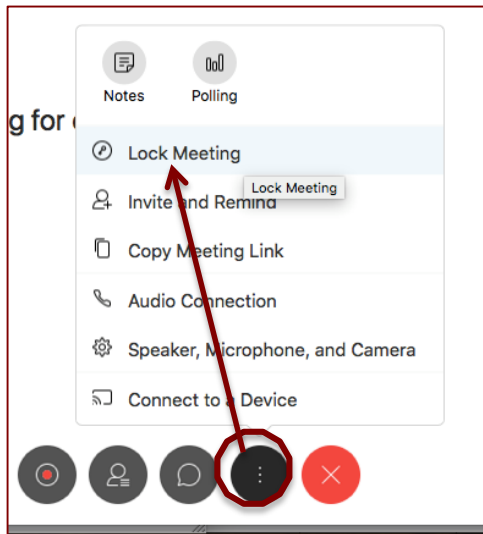 Notes Polling
g for
Lock Meeting
Lock Meeting
Invite and Remind
Copy Meeting Link
Audio Connection
Speaker, Microphone, and Camera
Connect to a Device